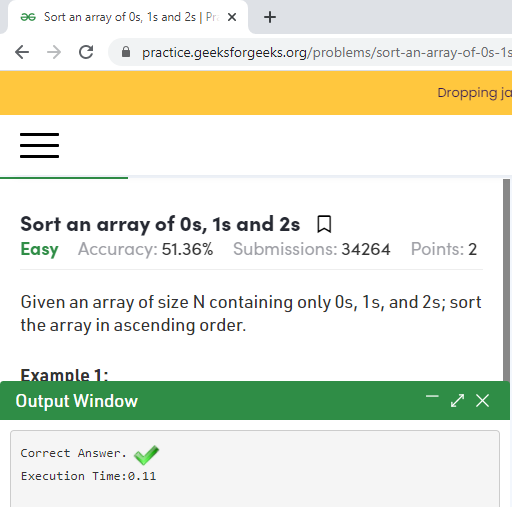 Sort an array of 0s, 1s and 2s | Pr
practice.geeksforgeeks.org/problems/sort-an-array-of-0s-1s
Dropping ja
Sort an array of 0s, 1s and 2s
Easy Accuracy: 51.36% Submissions: 34264 Points: 2
Given an array of size N containing only 0s, 1s, and 2s; sort
the array in ascending order.
Example 1:
Output Window
Correct Answer.
Execution Time:0.11